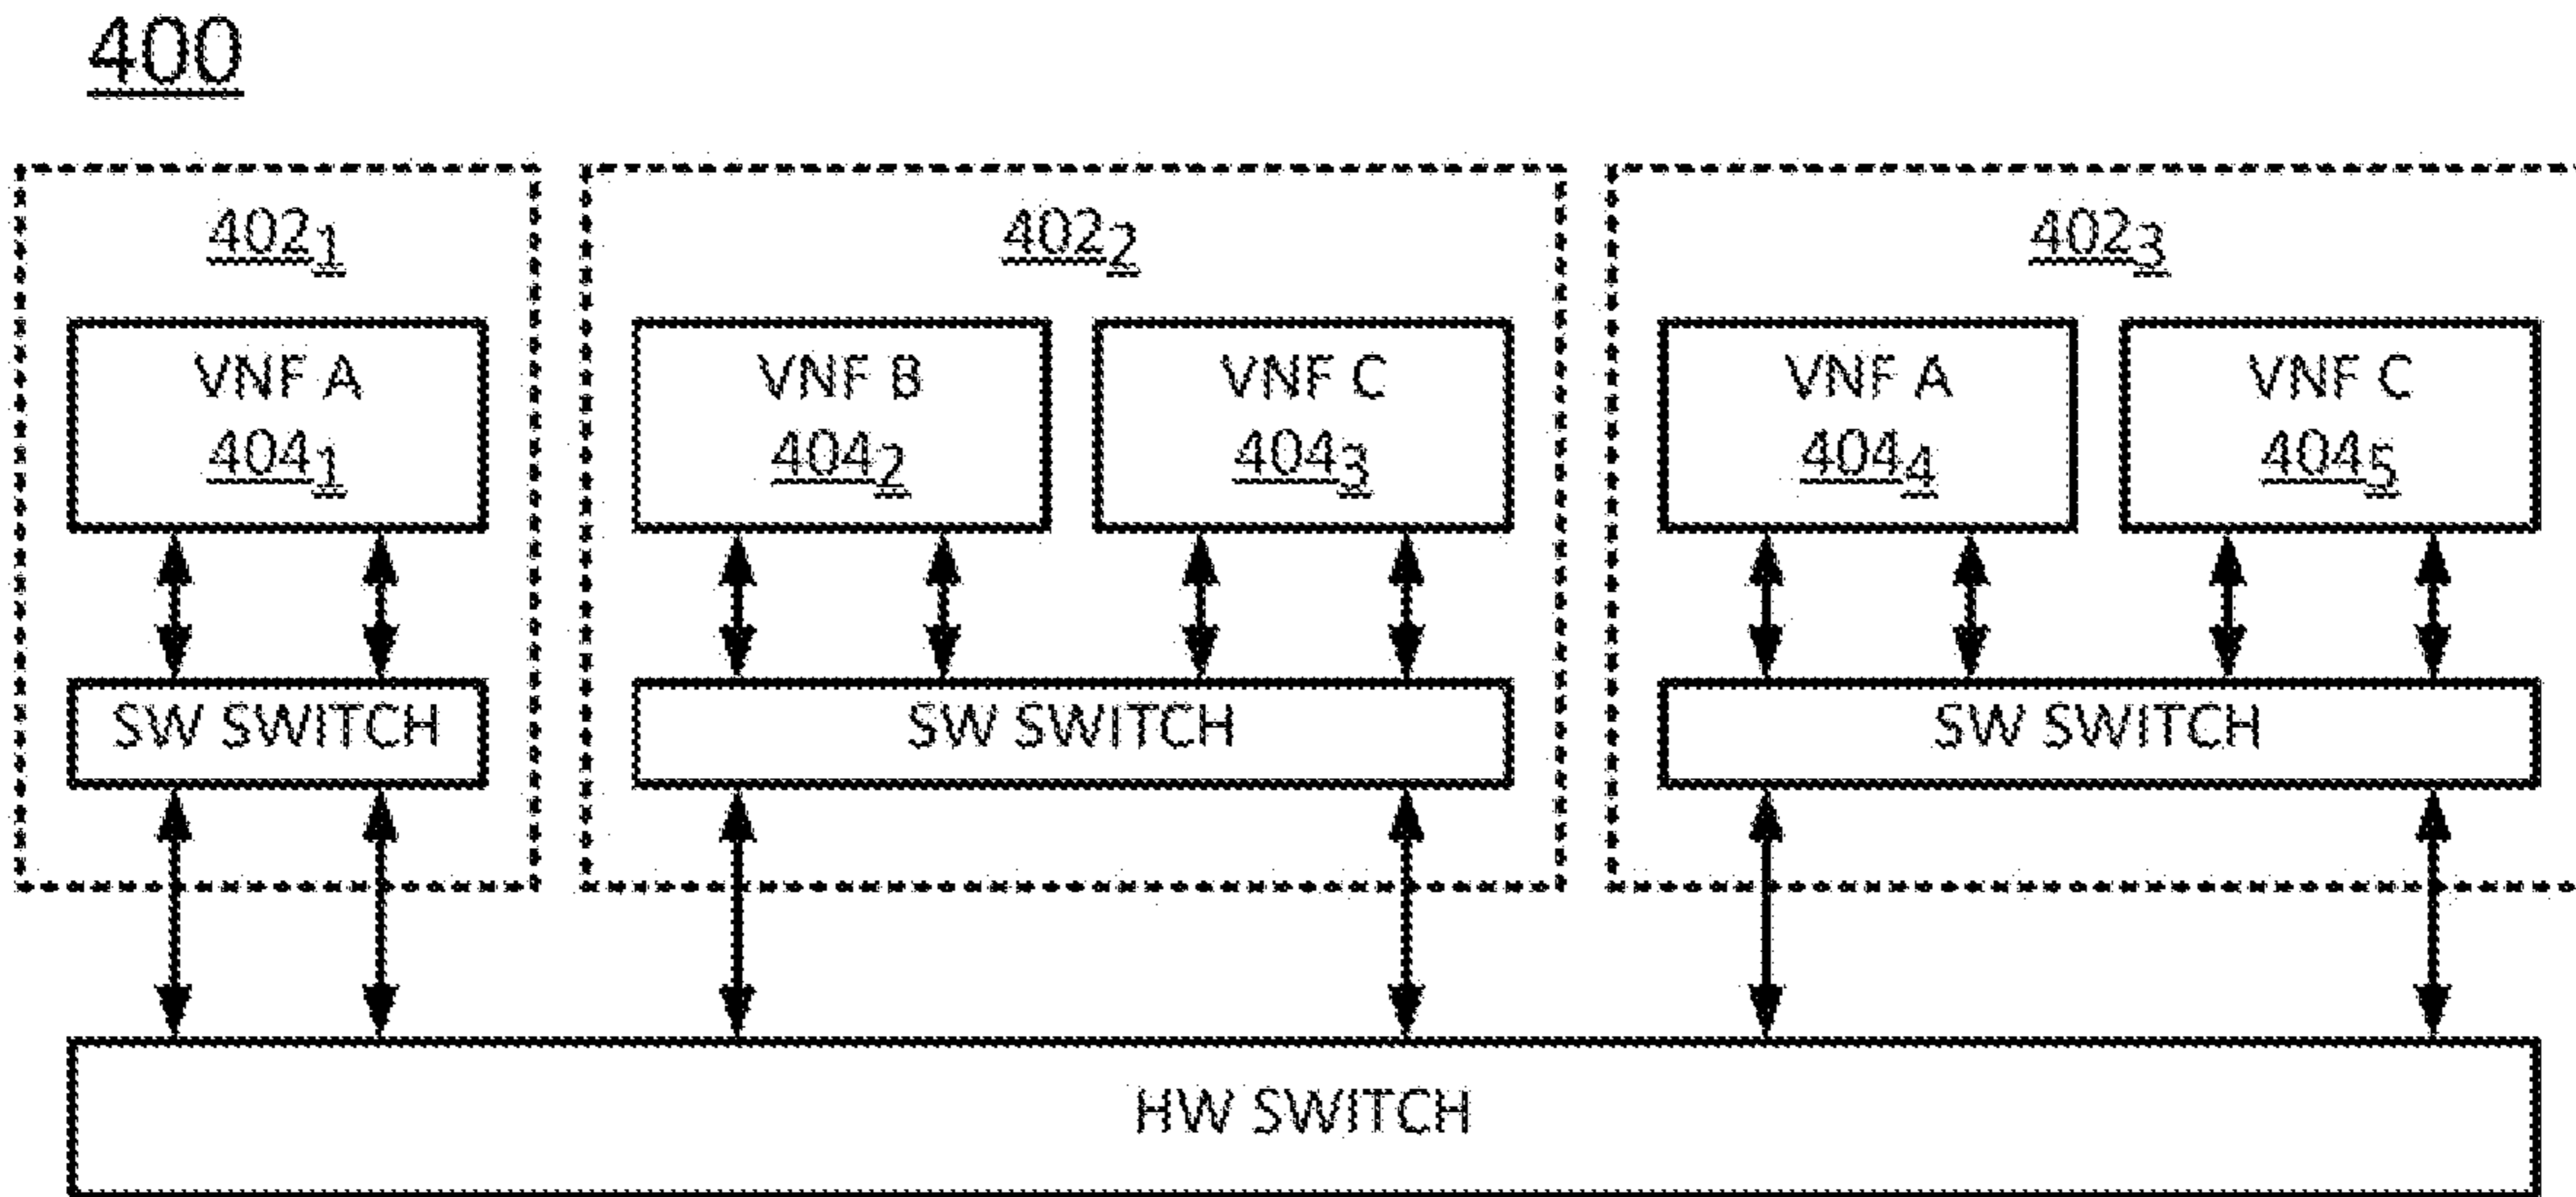 400
402₁
VNF A
404₁
SW SWITCH
402₂
VNF B
404₂
VNF C
404₃
SW SWITCH
402₃
VNF A
404₄
VNF C
404₅
SW SWITCH
HW SWITCH